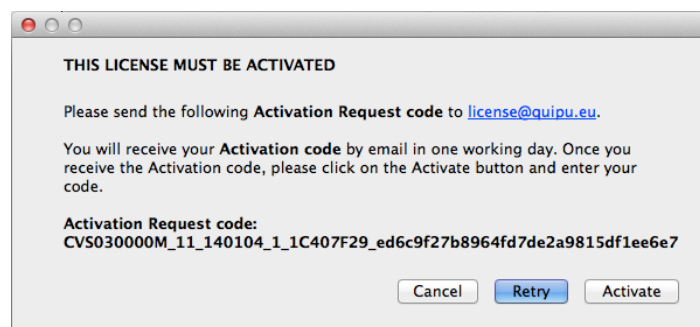 THIS LICENSE MUST BE ACTIVATED
Please send the following Activation Request code to license@quipu.eu.
You will receive your Activation code by email in one working day. Once you
receive the Activation code, please click on the Activate button and enter your
code.
Activation Request code:
CVS030000M_11_140104_1_1C407F29_ed6c9f27b8964fd7de2a9815df1ee6e7
Cancel Retry Activate